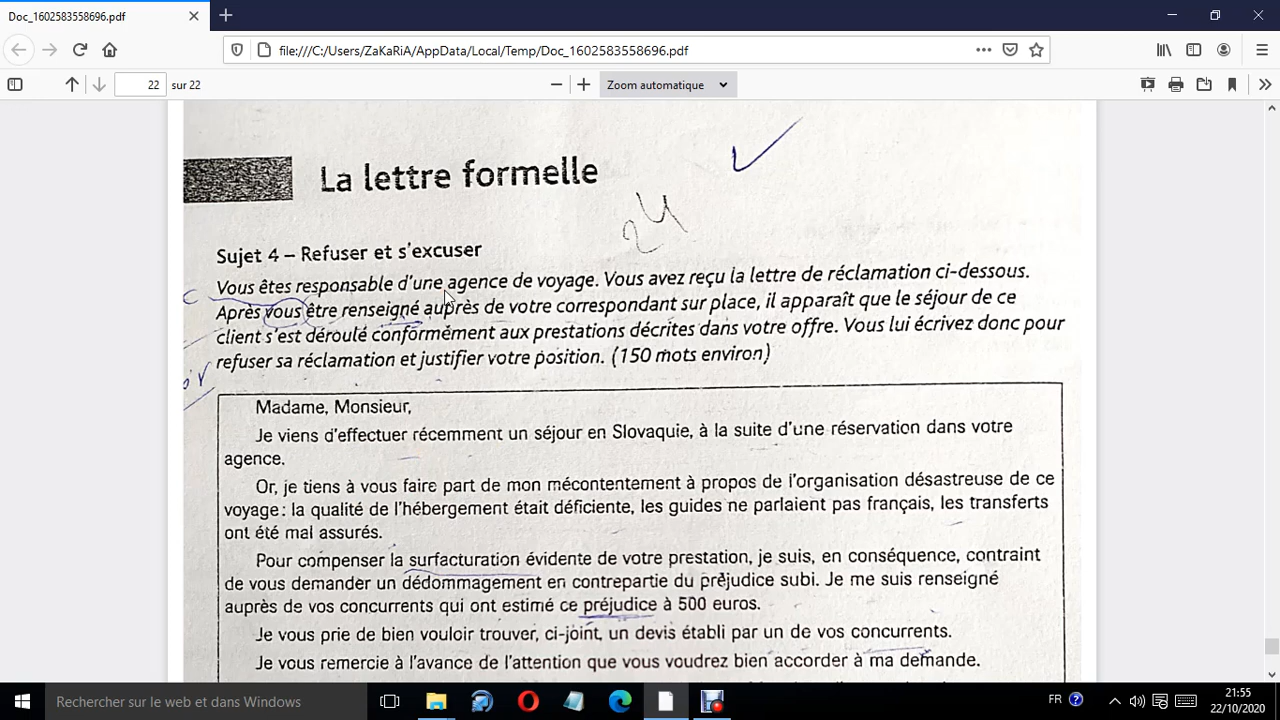 Doc_1602583558696.pdf
file:///C:/Users/ZaKaRiA/AppData/Local/Temp/Doc_1602583558696.pdf
22 sur 22
Zoom automatique
La lettre formelle
24
Sujet 4 – Refuser et s'excuser
Vous êtes responsable d'une agence de voyage. Vous avez reçu la lettre de réclamation ci-dessous.
Après vous être renseigné auprès de votre correspondant sur place, il apparaît que le séjour de ce
client s'est déroulé conformément aux prestations décrites dans votre offre. Vous lui écrivez donc pour
refuser sa réclamation et justifier votre position. (150 mots environ)
Madame, Monsieur,
Je viens d'effectuer récemment un séjour en Slovaquie, à la suite d'une réservation dans votre
agence.
Or, je tiens à vous faire part de mon mécontentement à propos de l'organisation désastreuse de ce
voyage : la qualité de l'hébergement était déficiente, les guides ne parlaient pas français, les transferts
ont été mal assurés.
Pour compenser la surfacturation évidente de votre prestation, je suis, en conséquence, contraint
de vous demander un dédommagement en contrepartie du préjudice subi. Je me suis renseigné
auprès de vos concurrents qui ont estimé ce préjudice à 500 euros.
Je vous prie de bien vouloir trouver, ci-joint, un devis établi par un de vos concurrents.
Je vous remercie à l'avance de l'attention que vous voudrez bien accorder à ma demande.
Rechercher sur le web et dans Windows
FR
21:55
22/10/2020